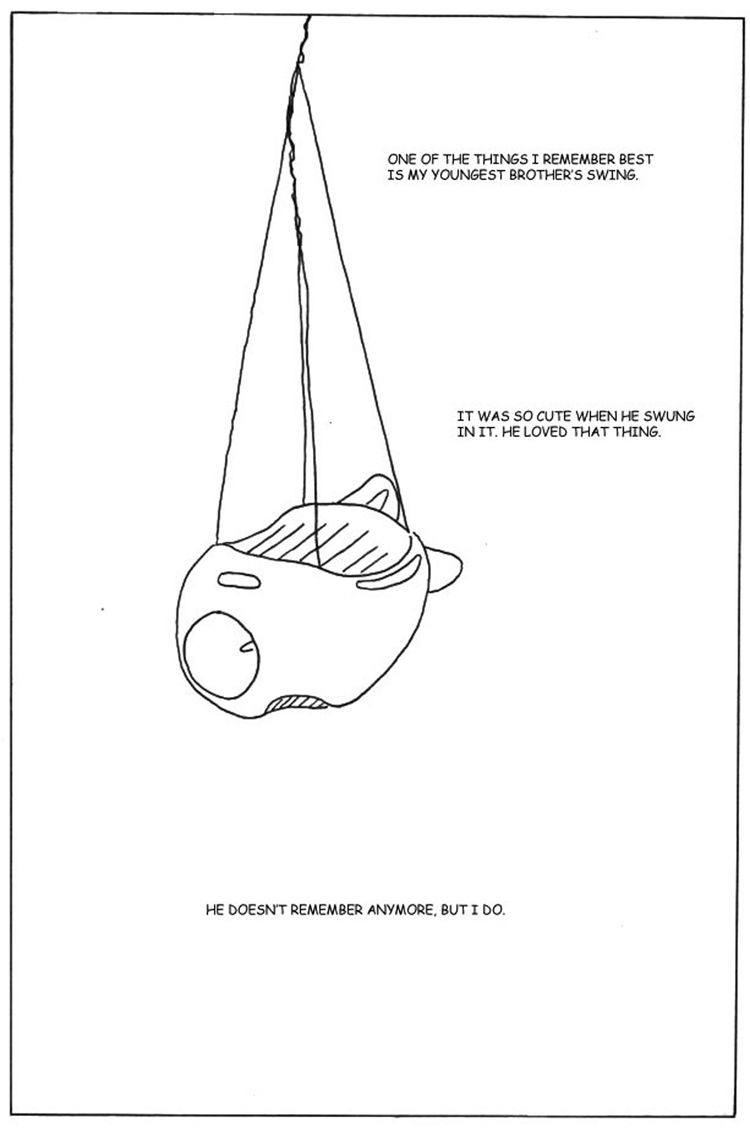 ONE OF THE THINGS I REMEMBER BEST
IS MY YOUNGEST BROTHER'S SWING.
IT WAS SO CUTE WHEN HE SWUNG
IN IT. HE LOVED THAT THING.
HE DOESN'T REMEMBER ANYMORE, BUT I DO.